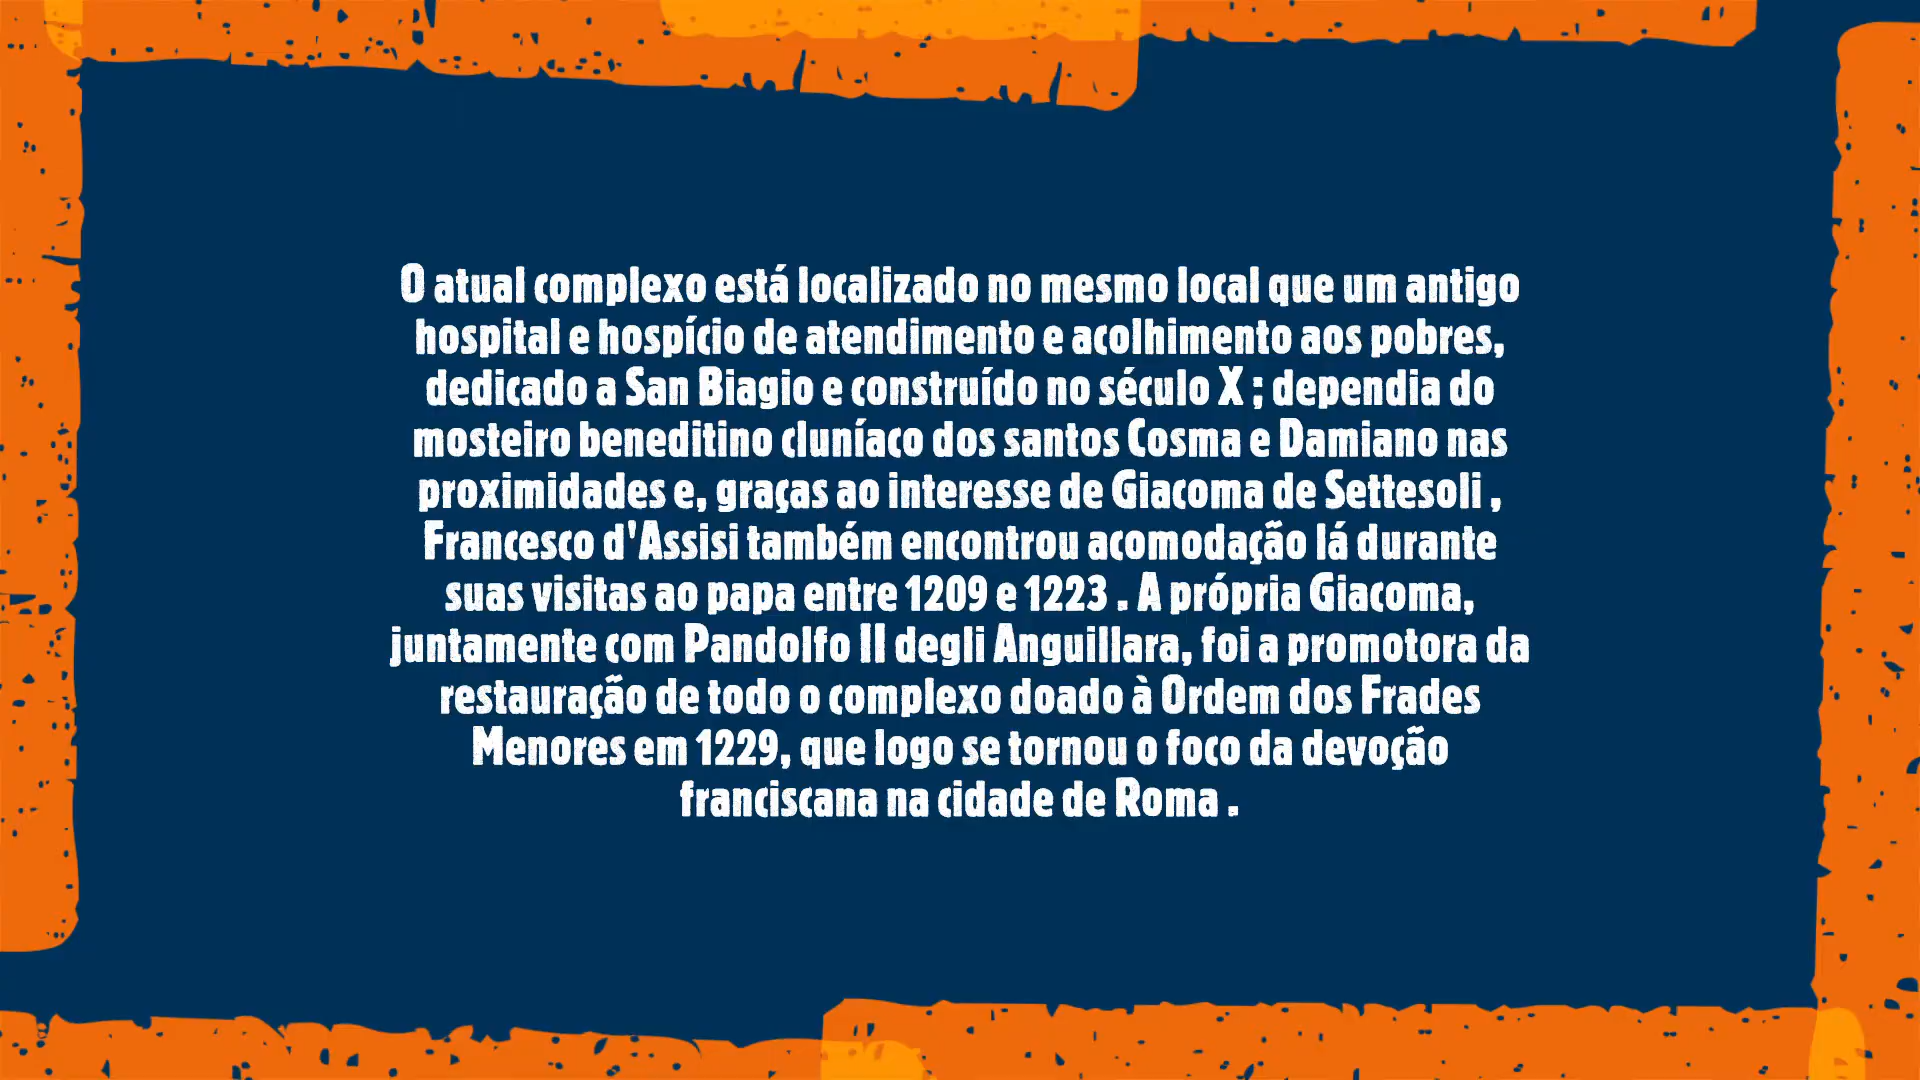 O atual complexo está localizado no mesmo local que um antigo
hospital e hospício de atendimento e acolhimento aos pobres,
dedicado a San Biagio e construído no século X ; dependia do
mosteiro beneditino cluníaco dos santos Cosma e Damiano nas
proximidades e, graças ao interesse de Giacoma de Settesoli ,
Francesco d'Assisi também encontrou acomodação lá durante
suas visitas ao papa entre 1209 e 1223 . A própria Giacoma,
juntamente com Pandolfo II degli Anguillara, foi a promotora da
restauração de todo o complexo doado à Ordem dos Frades
Menores em 1229, que logo se tornou o foco da devoção
franciscana na cidade de Roma .